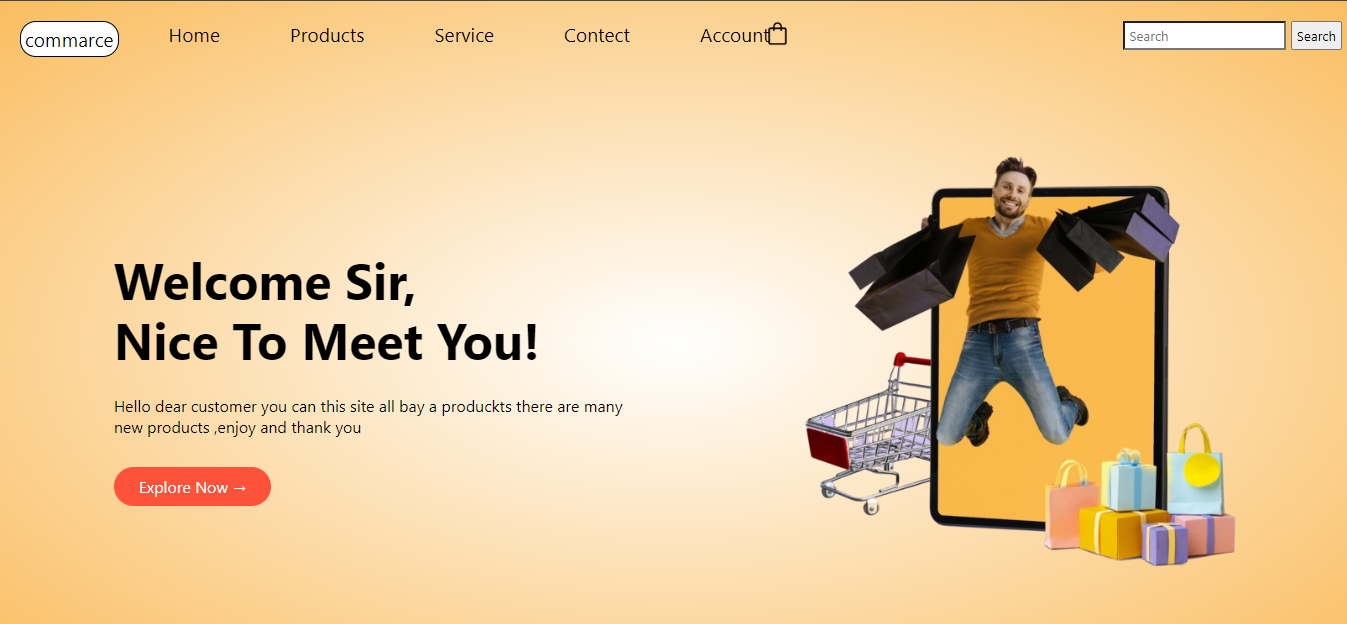 commarce Home Products Service Contect Account Search Search
Welcome Sir,
Nice To Meet You!
Hello dear customer you can this site all bay a produckts there are many
new products ,enjoy and thank you
Explore Now →